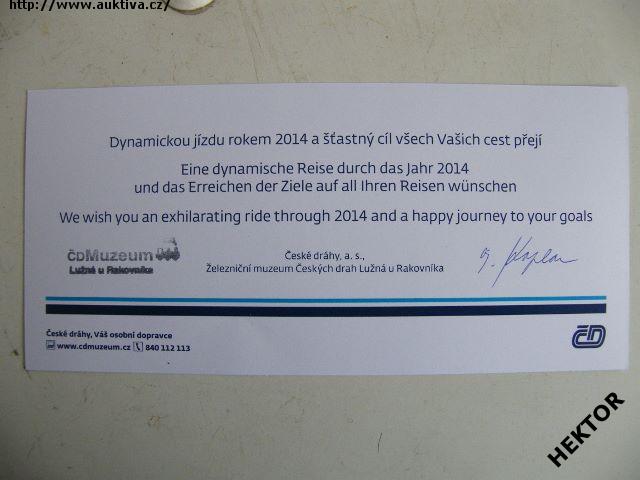 http://www.auktiva.cz/
Dynamickou jízdu rokem 2014 a šťastný cíl všech Vašich cest přejí
Eine dynamische Reise durch das Jahr 2014
und das Erreichen der Ziele auf all Ihren Reisen wünschen
We wish you an exhilarating ride through 2014 and a happy journey to your goals
ČDMuzeum
Lužná u Rakovníka
České dráhy, a. s.,
Železniční muzeum Českých drah Lužná u Rakovníka
České dráhy, Váš osobní dopravce
www.cdmuzeum.cz 840 112 113
ČD
HEKTOR